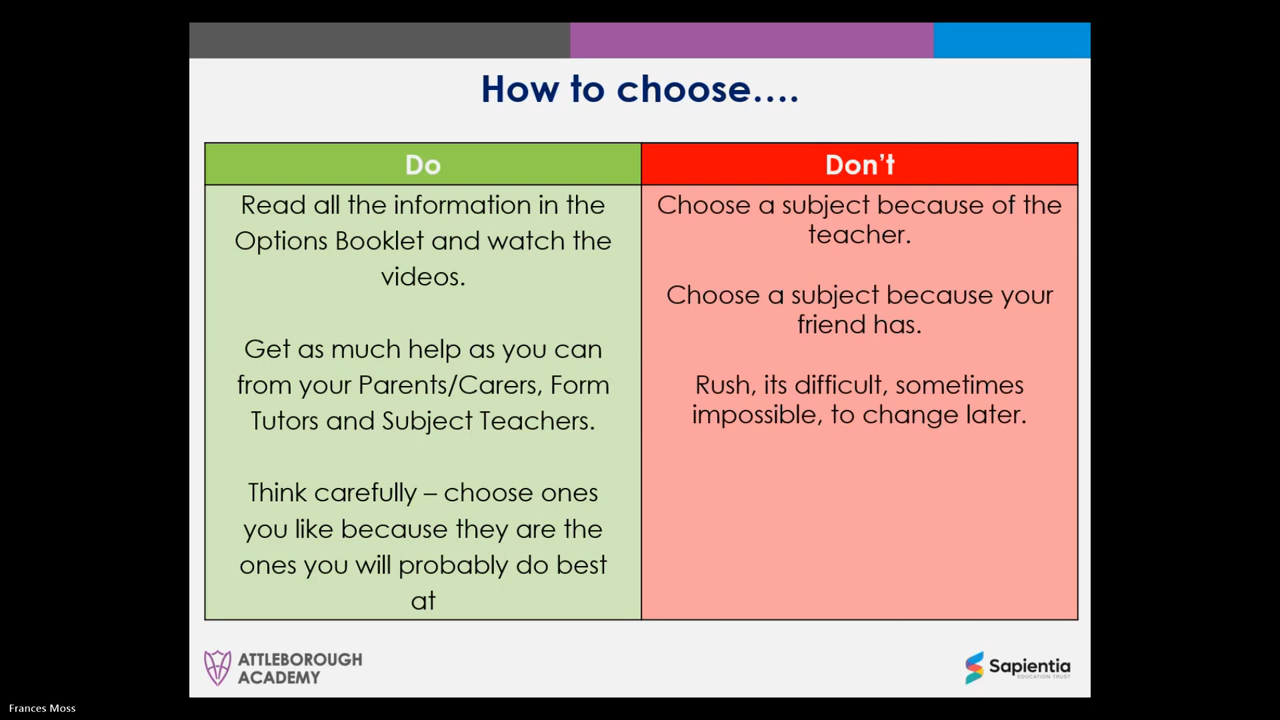 How to choose….
Do
Don’t
Read all the information in the
Options Booklet and watch the
videos.
Get as much help as you can
from your Parents/Carers, Form
Tutors and Subject Teachers.
Think carefully – choose ones
you like because they are the
ones you will probably do best
at
Choose a subject because of the
teacher.
Choose a subject because your
friend has.
Rush, its difficult, sometimes
impossible, to change later.
ATTLEBOROUGH
ACADEMY
Sapientia
EDUCATION TRUST
Frances Moss